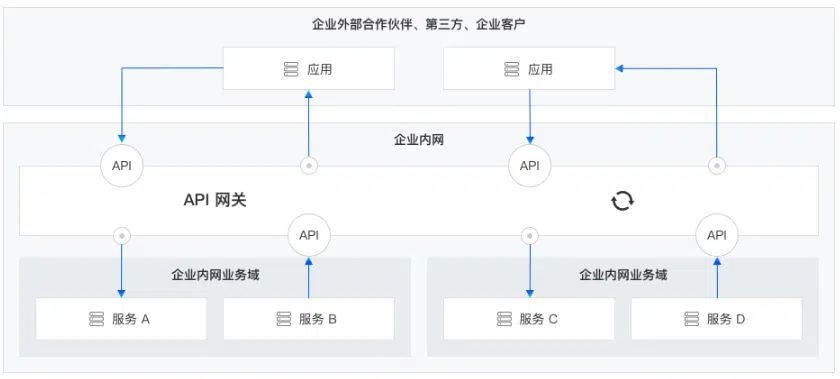 企业外部合作伙伴、第三方、企业客户
应用
应用
企业内网
API
API
API 网关
API
API
企业内网业务域
企业内网业务域
服务 A
服务 B
服务 C
服务 D